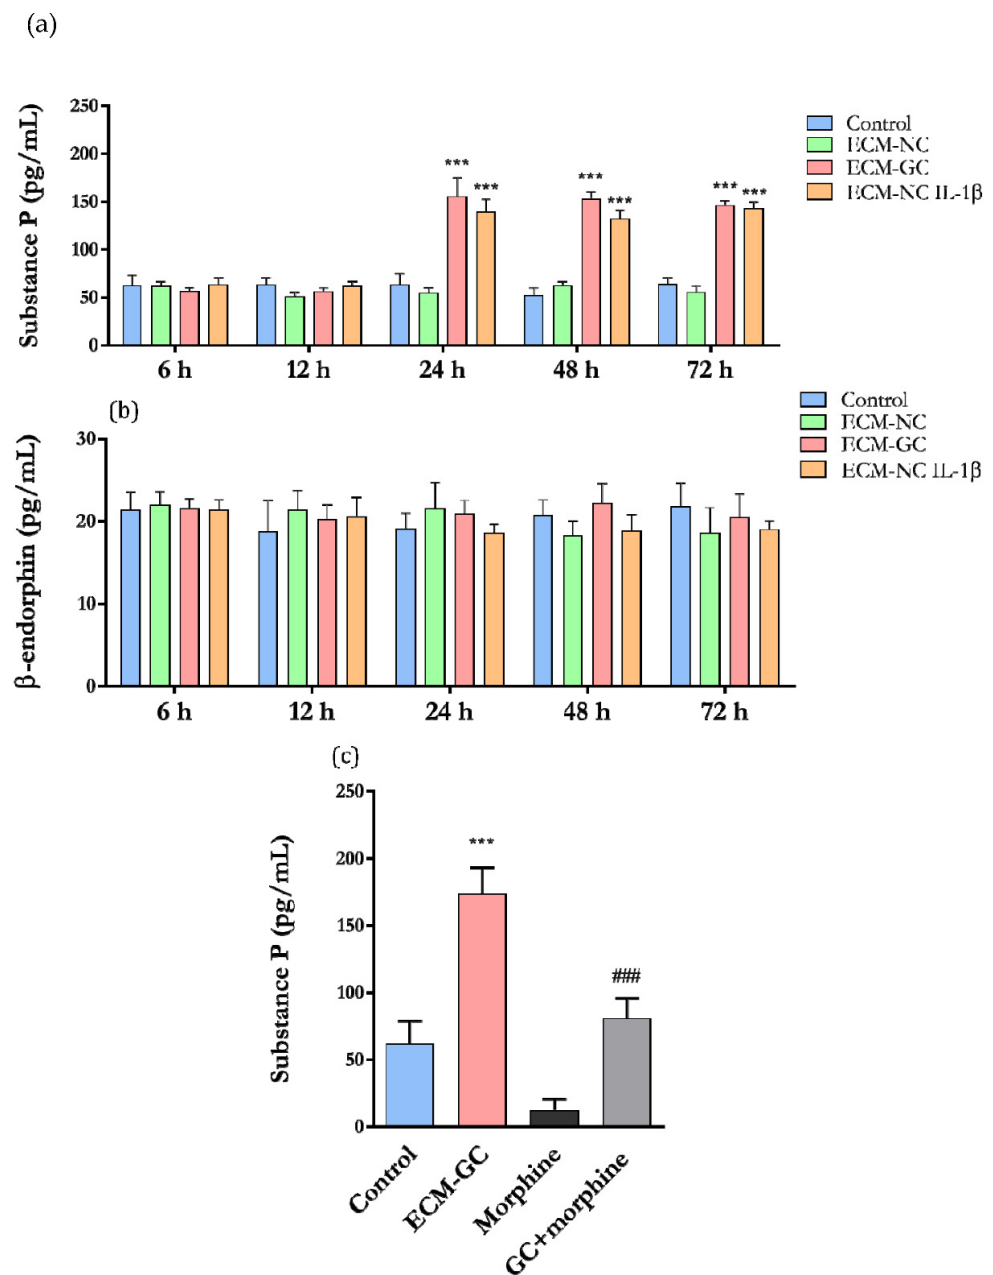 (a)
Substance P (pg/mL)
250
200
150
100
50
0
*** *** *** *** *** ***
6 h 12 h 24 h 48 h 72 h
Control
ECM-NC
ECM-GC
ECM-NC IL-1β
(b)
β-endorphin (pg/mL)
30
20
10
0
6 h 12 h 24 h 48 h 72 h
Control
ECM-NC
ECM-GC
ECM-NC IL-1β
(c)
Substance P (pg/mL)
250
200
150
100
50
0
***
###
Control ECM-GC Morphine GC+morphine